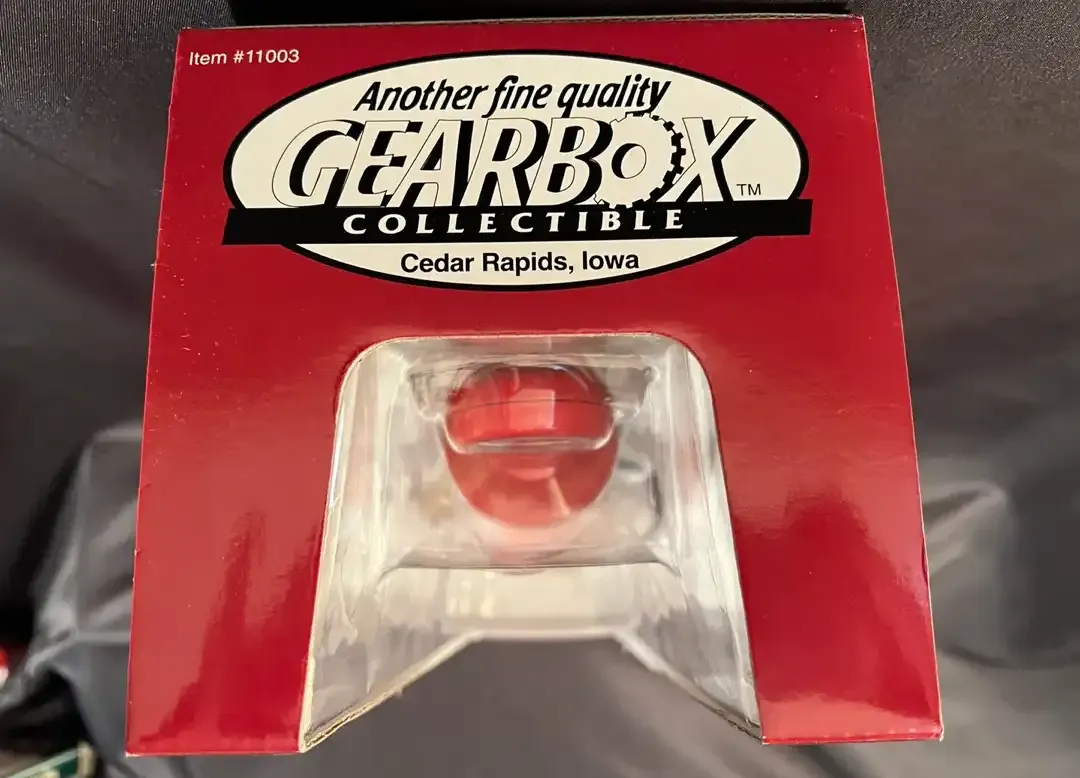 Item #11003
Another fine quality
GEARBOX TM
COLLECTIBLE
Cedar Rapids, Iowa